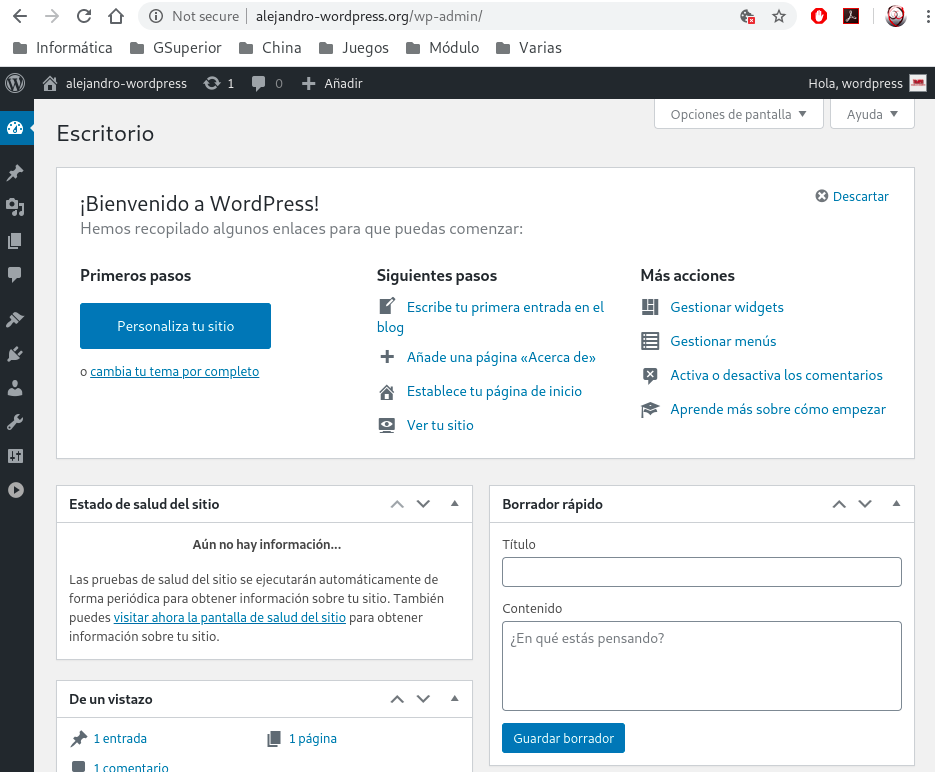 Not secure | alejandro-wordpress.org/wp-admin/
Informática GSuperior China Juegos Módulo Varias
alejandro-wordpress 1 0 Añadir Hola, wordpress
Opciones de pantalla Ayuda
Escritorio
¡Bienvenido a WordPress!
Descartar
Hemos recopilado algunos enlaces para que puedas comenzar:
Primeros pasos
Personaliza tu sitio
o cambia tu tema por completo
Siguientes pasos
Escribe tu primera entrada en el
blog
Añade una página «Acerca de»
Establece tu página de inicio
Ver tu sitio
Más acciones
Gestionar widgets
Gestionar menús
Activa o desactiva los comentarios
Aprende más sobre cómo empezar
Estado de salud del sitio
Aún no hay información...
Las pruebas de salud del sitio se ejecutarán automáticamente de
forma periódica para obtener información sobre tu sitio. También
puedes visitar ahora la pantalla de salud del sitio para obtener
información sobre tu sitio.
De un vistazo
1 entrada 1 página
1 comentario
Borrador rápido
Título
Contenido
¿En qué estás pensando?
Guardar borrador